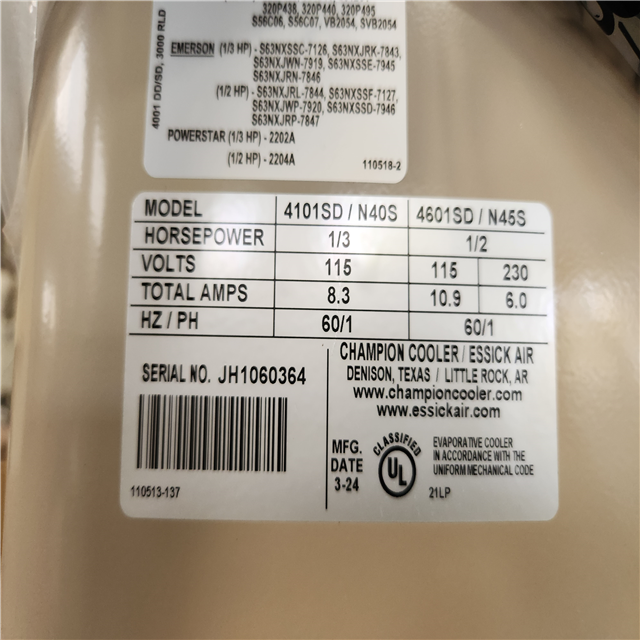 320P438, 320P440, 320P495
S56C06, S56C07, VB2054, SVB2054
4001 DD/SD, 3000 RLD
EMERSON (1/3 HP) - S63NXSSC-7126, S63NXJRK-7843,
S63NXJWN-7919, S63NXSSE-7945
S63NXJRN-7846
(1/2 HP) - S63NXJRL-7844, S63NXSSF-7127,
S63NXJWP-7920, S63NXSSD-7946
S63NXJRP-7847
POWERSTAR (1/3 HP) - 2202A
(1/2 HP) - 2204A
110518-2
MODEL 4101SD / N40S 4601SD / N45S
HORSEPOWER 1/3 1/2
VOLTS 115 115 230
TOTAL AMPS 8.3 10.9 6.0
HZ / PH 60/1 60/1
SERIAL NO. JH1060364
110513-137
CHAMPION COOLER / ESSICK AIR
DENISON, TEXAS / LITTLE ROCK, AR
www.championcooler.com
www.essickair.com
MFG.
DATE
3-24
CLASSIFIED
UL
EVAPORATIVE COOLER
IN ACCORDANCE WITH THE
UNIFORM MECHANICAL CODE
21LP